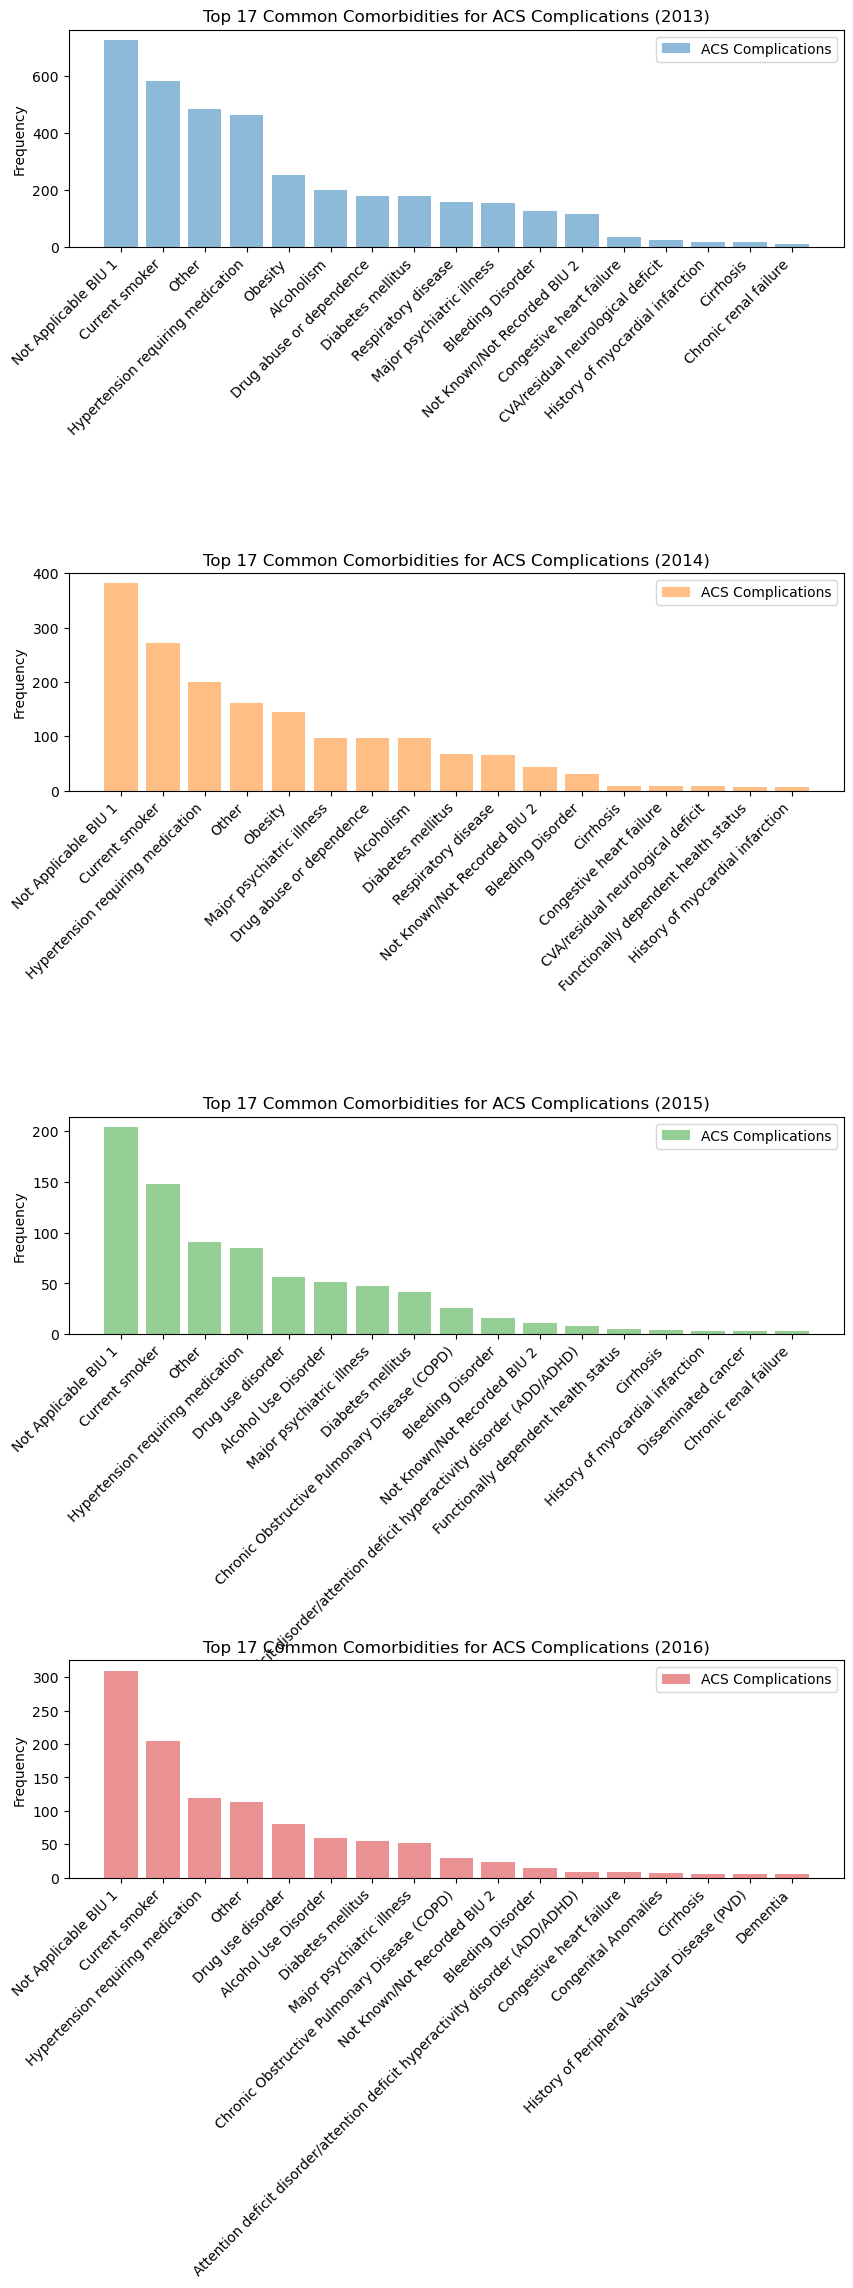 Top 17 Common Comorbidities for ACS Complications (2013)
ACS Complications
Frequency
600
400
200
0
Not Applicable BIU 1
Current smoker
Other
Hypertension requiring medication
Obesity
Alcoholism
Drug abuse or dependence
Diabetes mellitus
Respiratory disease
Major psychiatric illness
Bleeding Disorder
Not Known/Not Recorded BIU 2
Congestive heart failure
CVA/residual neurological deficit
History of myocardial infarction
Cirrhosis
Chronic renal failure
Top 17 Common Comorbidities for ACS Complications (2014)
ACS Complications
Frequency
400
300
200
100
0
Not Applicable BIU 1
Current smoker
Hypertension requiring medication
Other
Obesity
Major psychiatric illness
Drug abuse or dependence
Alcoholism
Diabetes mellitus
Respiratory disease
Not Known/Not Recorded BIU 2
Bleeding Disorder
Cirrhosis
Congestive heart failure
CVA/residual neurological deficit
Functionally dependent health status
History of myocardial infarction
Top 17 Common Comorbidities for ACS Complications (2015)
ACS Complications
Frequency
200
150
100
50
0
Not Applicable BIU 1
Current smoker
Other
Hypertension requiring medication
Drug use disorder
Alcohol Use Disorder
Major psychiatric illness
Diabetes mellitus
Chronic Obstructive Pulmonary Disease (COPD)
Bleeding Disorder
Not Known/Not Recorded BIU 2
disorder/attention deficit hyperactivity disorder (ADD/ADHD)
Functionally dependent health status
Cirrhosis
History of myocardial infarction
Disseminated cancer
Chronic renal failure
Top 17 Common Comorbidities for ACS Complications (2016)
ACS Complications
Frequency
300
250
200
150
100
50
0
Not Applicable BIU 1
Current smoker
Hypertension requiring medication
Other
Drug use disorder
Alcohol Use Disorder
Diabetes mellitus
Major psychiatric illness
Chronic Obstructive Pulmonary Disease (COPD)
Not Known/Not Recorded BIU 2
Bleeding Disorder
Attention deficit disorder/attention deficit hyperactivity disorder (ADD/ADHD)
Congestive heart failure
Congenital Anomalies
Cirrhosis
History of Peripheral Vascular Disease (PVD)
Dementia